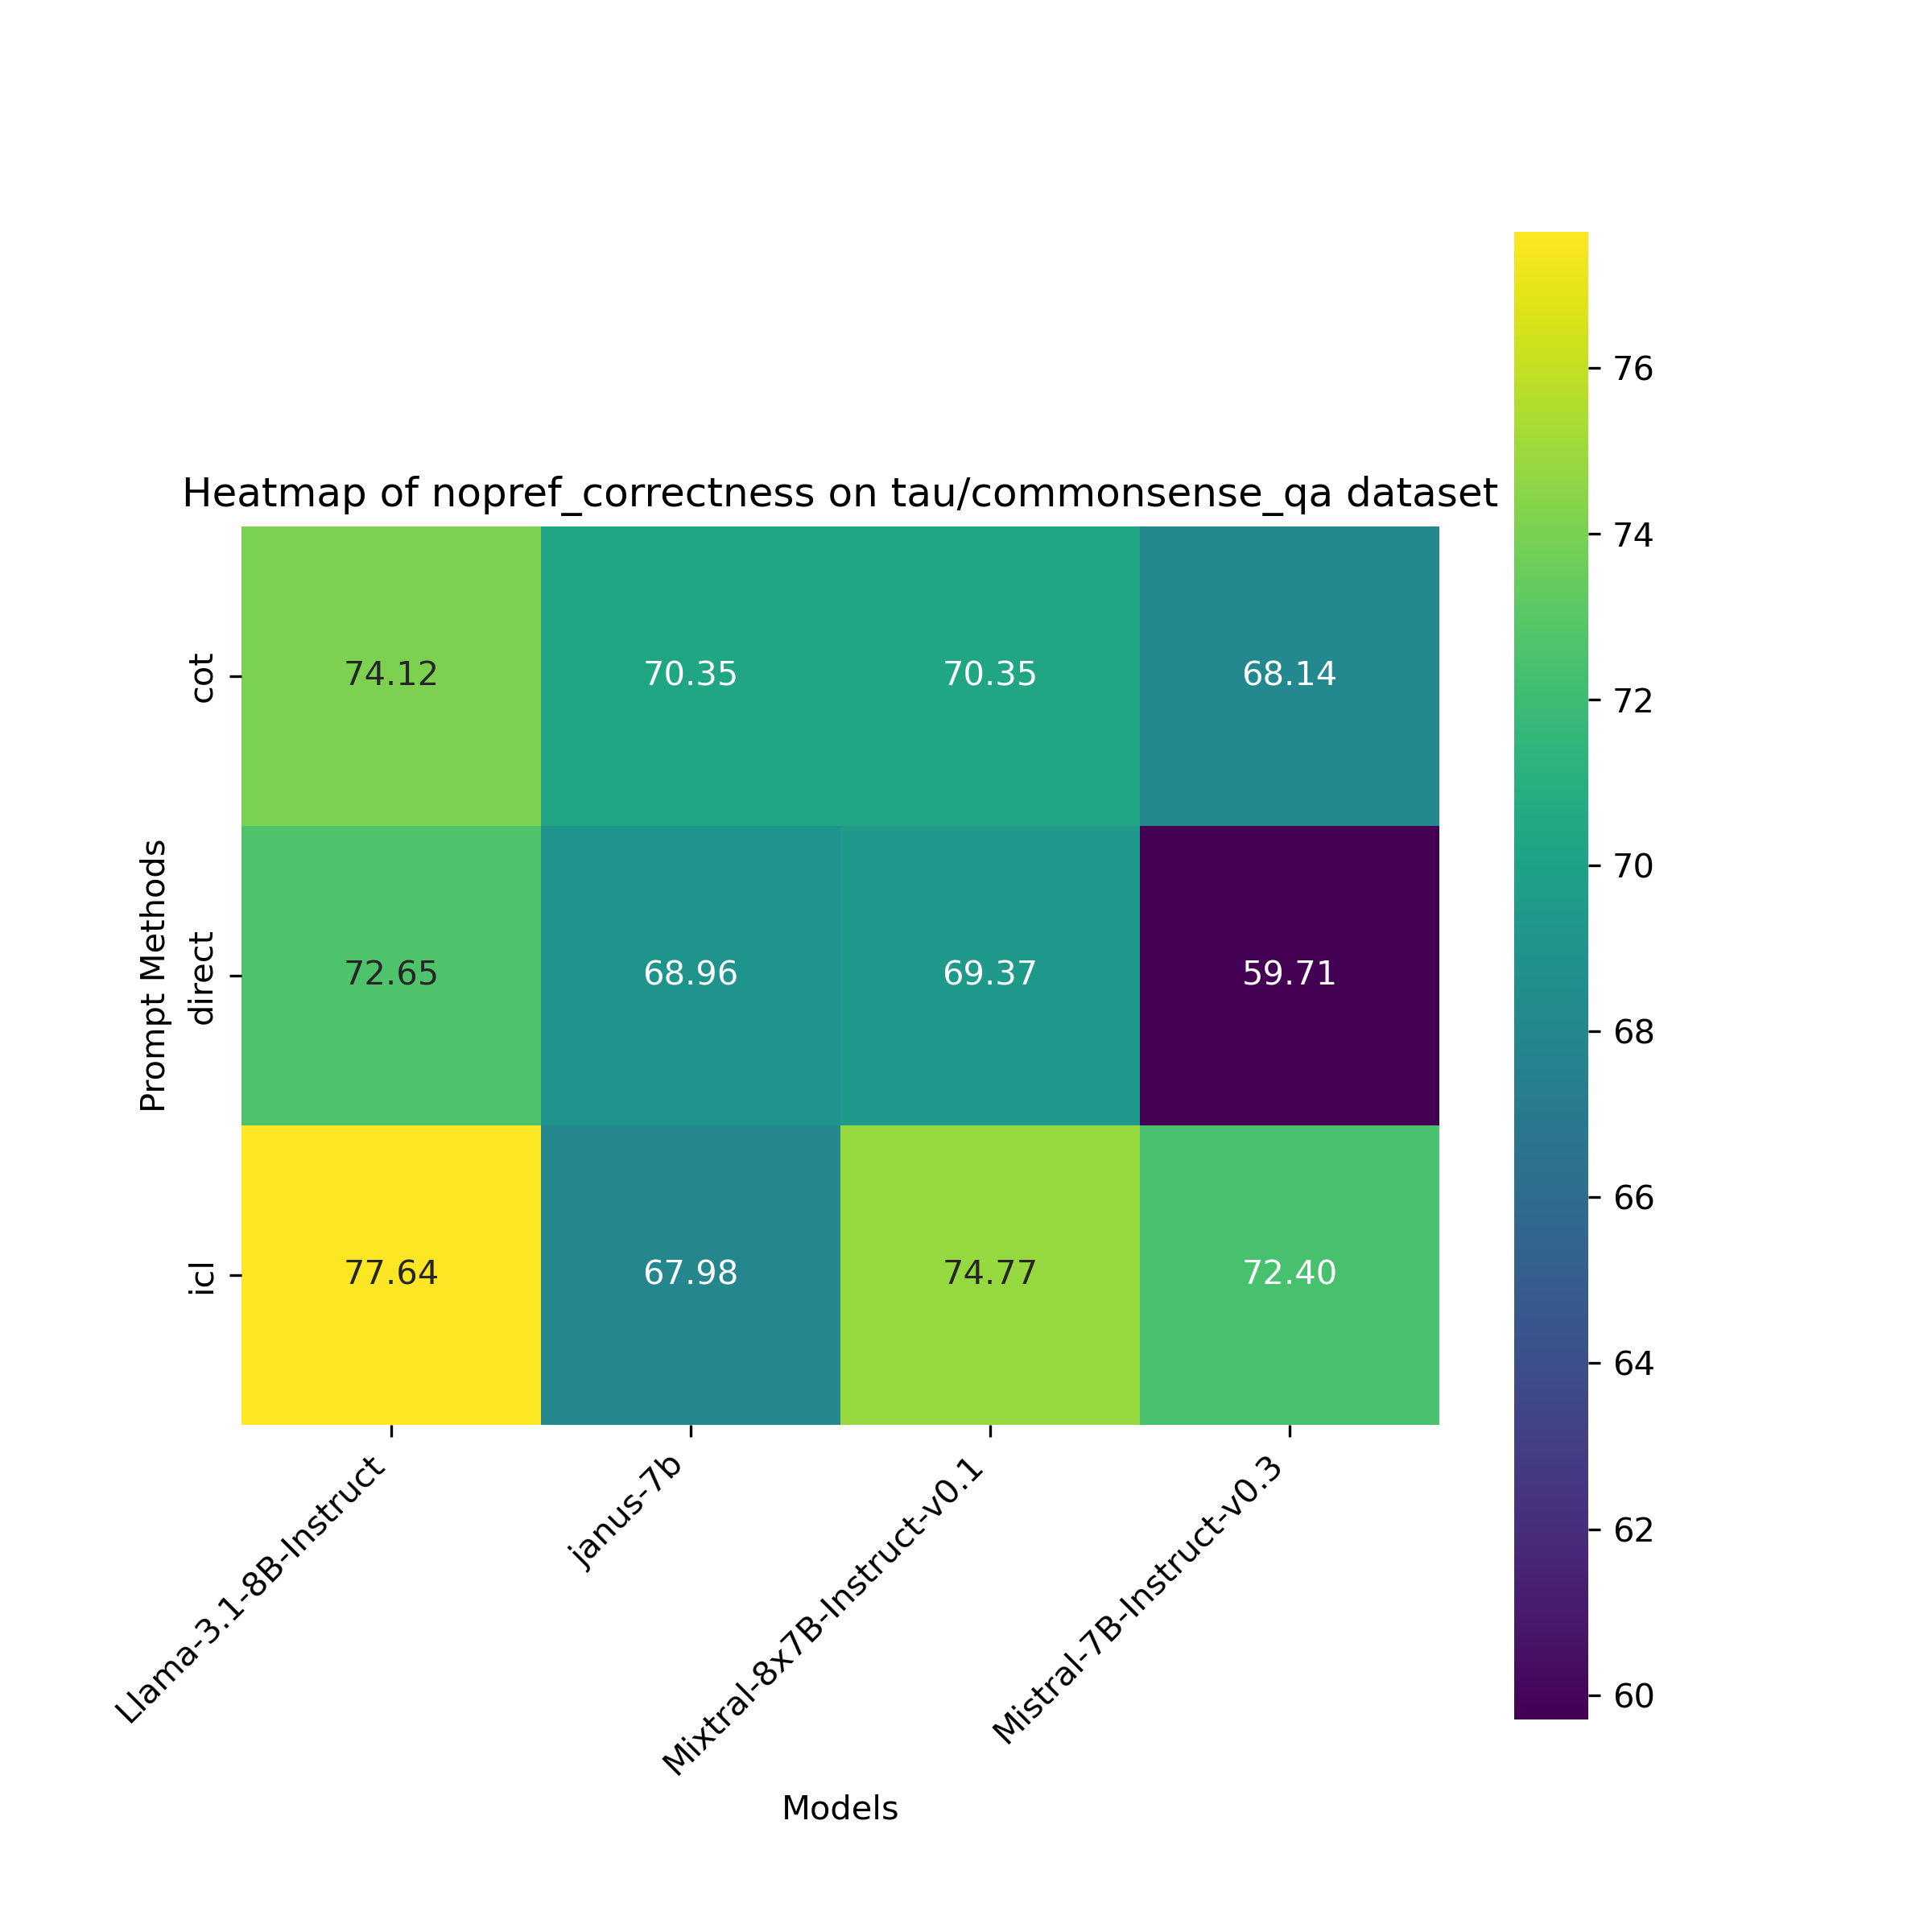 Heatmap of nopref_correctness on tau/commonsense_qa dataset
Prompt Methods
cot
74.12 70.35 70.35 68.14
direct
72.65 68.96 69.37 59.71
icl
77.64 67.98 74.77 72.40
Llama-3.1-8B-Instruct
janus-7b
Mixtral-8x7B-Instruct-v0.1
Mistral-7B-Instruct-v0.3
Models
76
74
72
70
68
66
64
62
60